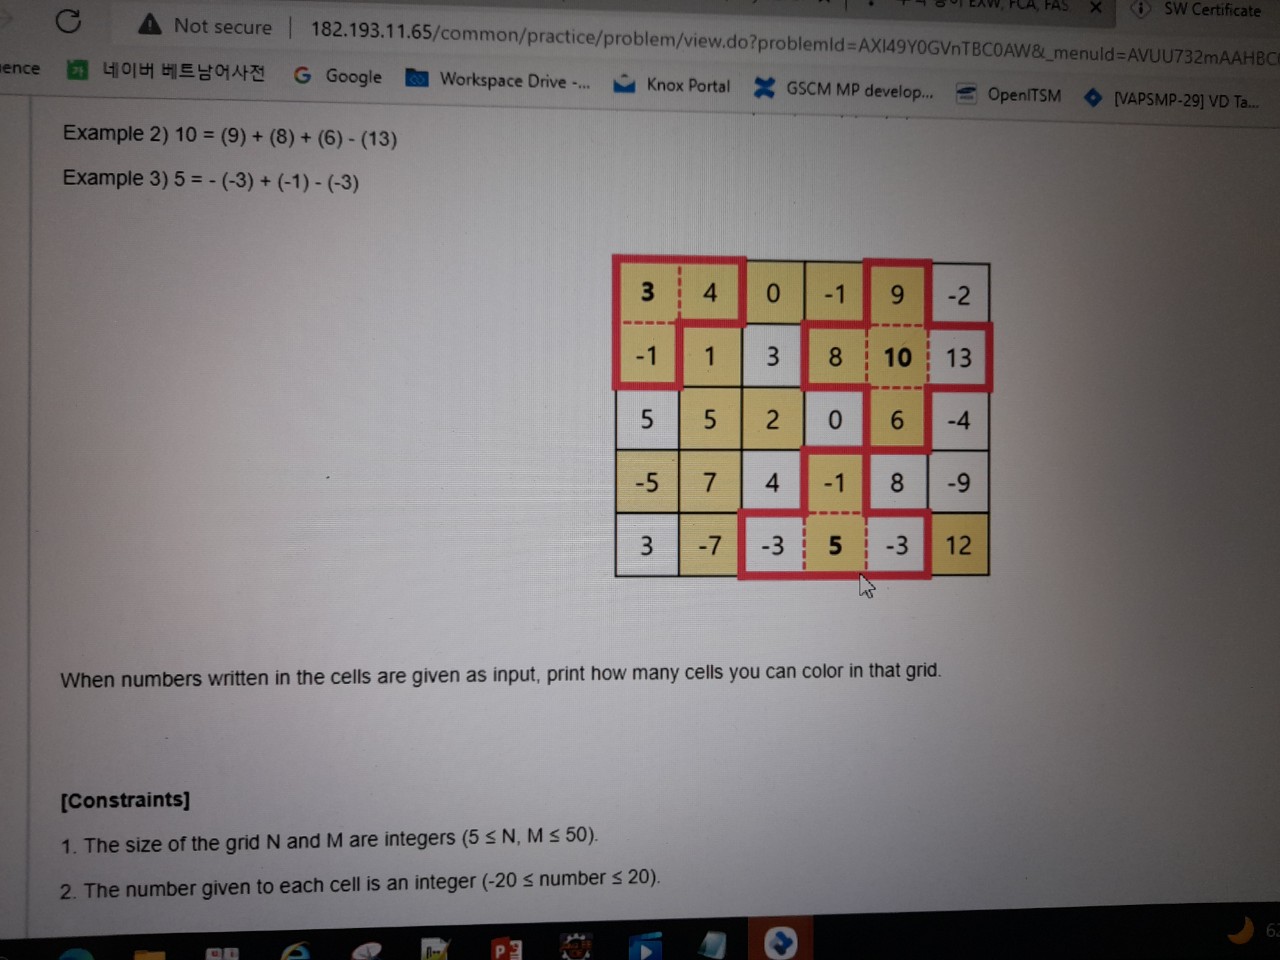 EXW, FCA, FAS
SW Certificate
Not secure 182.193.11.65/common/practice/problem/view.do?problemId=AXI49Y0GVnTBC0AW&_menuId=AVUU732mAAHBC
ence 네이버 베트남어사전 Google Workspace Drive -... Knox Portal GSCM MP develop... OpenITSM [VAPSMP-29] VD Ta...
Example 2) 10 = (9) + (8) + (6) - (13)
Example 3) 5 = - (-3) + (-1) - (-3)
3 4 0 -1 9 -2
-1 1 3 8 10 13
5 5 2 0 6 -4
-5 7 4 -1 8 -9
3 -7 -3 5 -3 12
When numbers written in the cells are given as input, print how many cells you can color in that grid.
[Constraints]
1. The size of the grid N and M are integers (5 ≤ N, M ≤ 50).
2. The number given to each cell is an integer (-20 ≤ number ≤ 20).